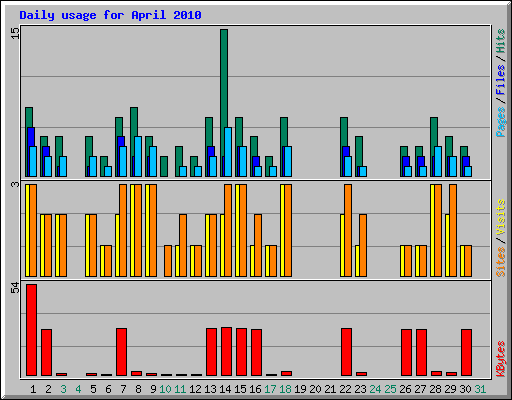 Daily usage for April 2010
15
Pages / Files / Hits
3
Sites / Visits
54
KBytes
1 2 3 4 5 6 7 8 9 10 11 12 13 14 15 16 17 18 19 20 21 22 23 24 25 26 27 28 29 30 31